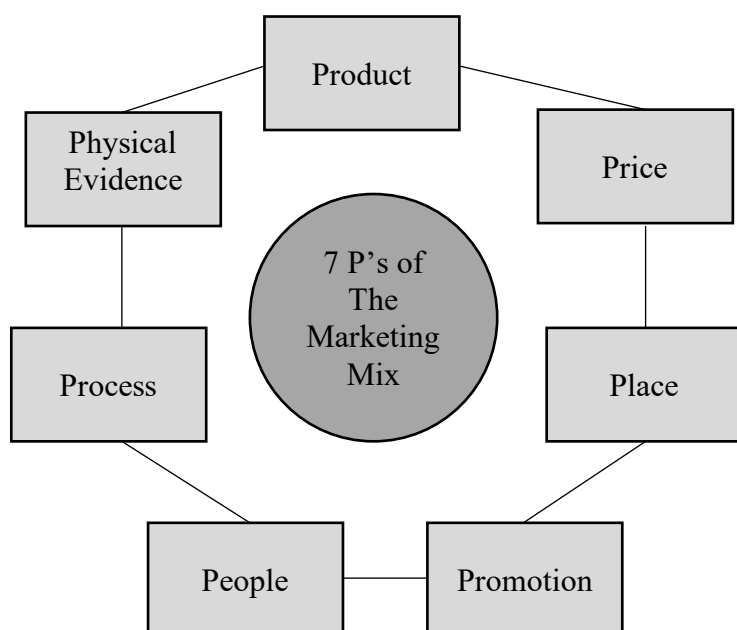 Product
Physical
Evidence
Price
7 P’s of
The
Marketing
Mix
Process
Place
People
Promotion